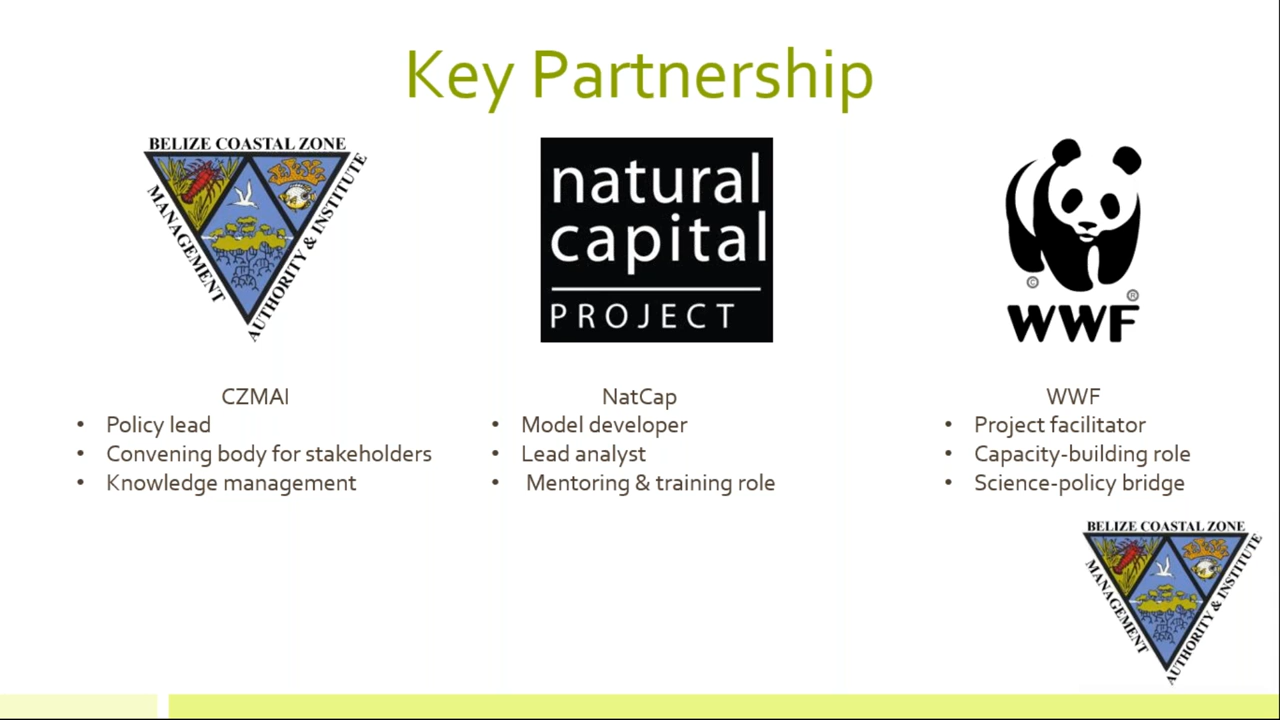 Key Partnership
BELIZE COASTAL ZONE
MANAGEMENT
AUTHORITY & INSTITUTE
natural
capital
PROJECT
©
®
WWF
CZMAI
• Policy lead
• Convening body for stakeholders
• Knowledge management
NatCap
• Model developer
• Lead analyst
• Mentoring & training role
WWF
• Project facilitator
• Capacity-building role
• Science-policy bridge
BELIZE COASTAL ZONE
MANAGEMENT
AUTHORITY & INSTITUTE